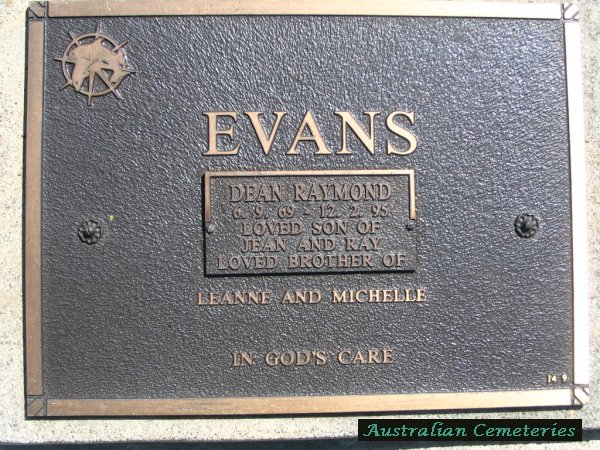 EVANS
DEAN RAYMOND
6. 9. 69 - 12. 2. 95
LOVED SON OF
JEAN AND RAY
LOVED BROTHER OF
LEANNE AND MICHELLE
IN GOD'S CARE
14 9
Australian Cemeteries